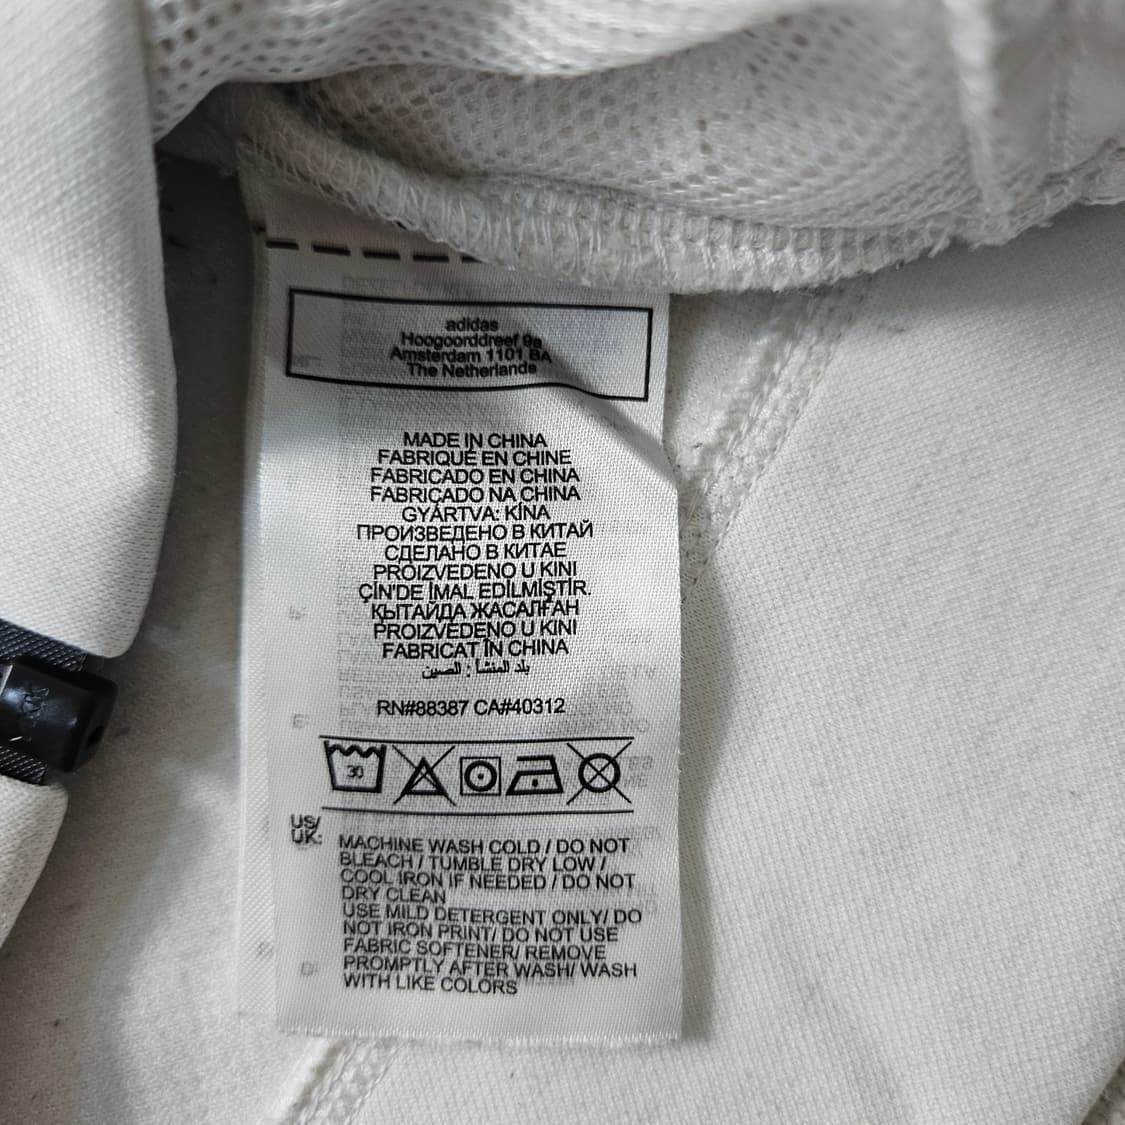 adidas
Hoogoorddreef 9a
Amsterdam 1101 BA
The Netherlands
MADE IN CHINA
FABRIQUÉ EN CHINE
FABRICADO EN CHINA
FABRICADO NA CHINA
GYÁRTVA: KÍNA
ПРОИЗВЕДЕНО В КИТАЙ
СДЕЛАНО В КИТАЕ
PROIZVEDENO U KINI
ÇİN'DE İMAL EDİLMİŞTİR.
ҚЫТАЙДА ЖАСАЛҒАН
PROIZVEDENO U KINI
FABRICAT ÎN CHINA
بلد المنشأ : الصين
RN#88387 CA#40312
30
US/
UK:
MACHINE WASH COLD / DO NOT
BLEACH / TUMBLE DRY LOW /
COOL IRON IF NEEDED / DO NOT
DRY CLEAN
USE MILD DETERGENT ONLY/ DO
NOT IRON PRINT/ DO NOT USE
FABRIC SOFTENER/ REMOVE
PROMPTLY AFTER WASH/ WASH
WITH LIKE COLORS